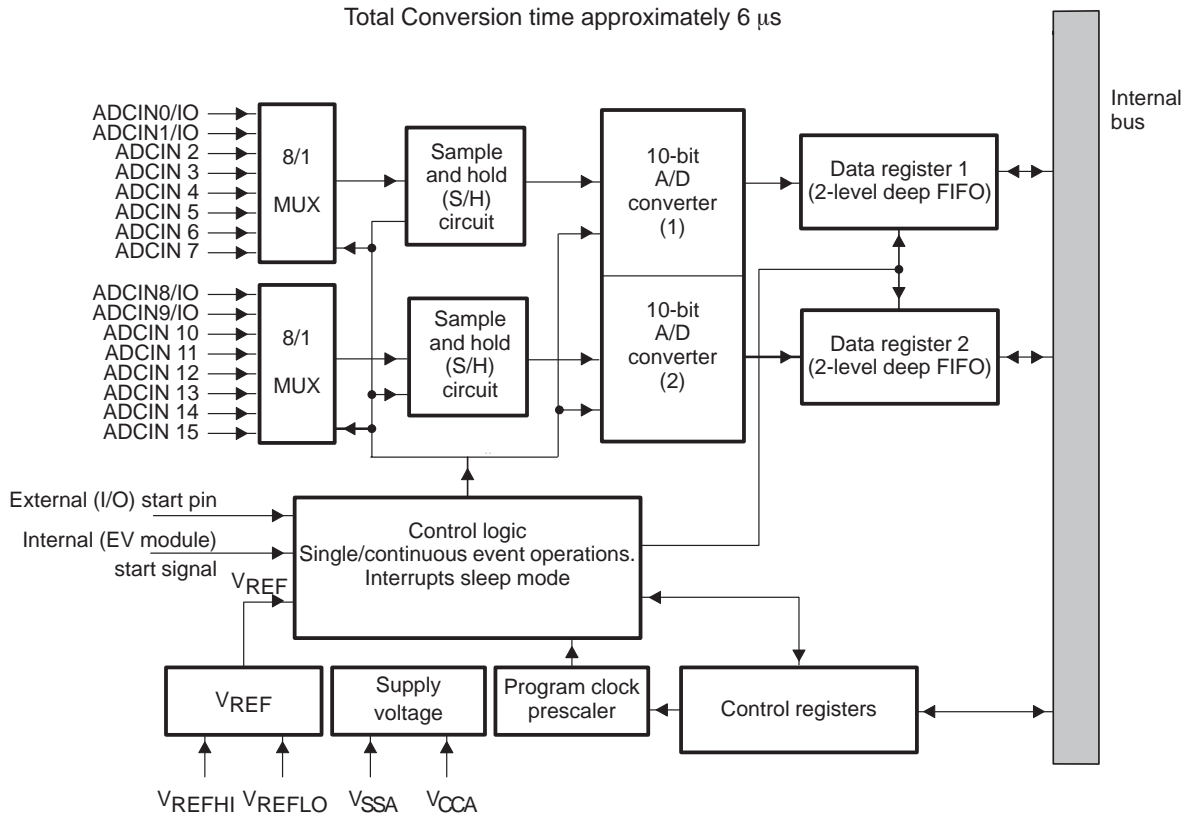 Total Conversion time approximately 6 μs
ADCIN0/IO
ADCIN1/IO
ADCIN 2
ADCIN 3
ADCIN 4
ADCIN 5
ADCIN 6
ADCIN 7
8/1
MUX
Sample
and hold
(S/H)
circuit
10-bit
A/D
converter
(1)
Data register 1
(2-level deep FIFO)
Internal
bus
ADCIN8/IO
ADCIN9/IO
ADCIN 10
ADCIN 11
ADCIN 12
ADCIN 13
ADCIN 14
ADCIN 15
8/1
MUX
Sample
and hold
(S/H)
circuit
10-bit
A/D
converter
(2)
Data register 2
(2-level deep FIFO)
External (I/O) start pin
Internal (EV module)
start signal
VREF
Control logic
Single/continuous event operations.
Interrupts sleep mode
VREF
Supply
voltage
Program clock
prescaler
Control registers
VREFHI
VREFLO
VSSA
VCCA